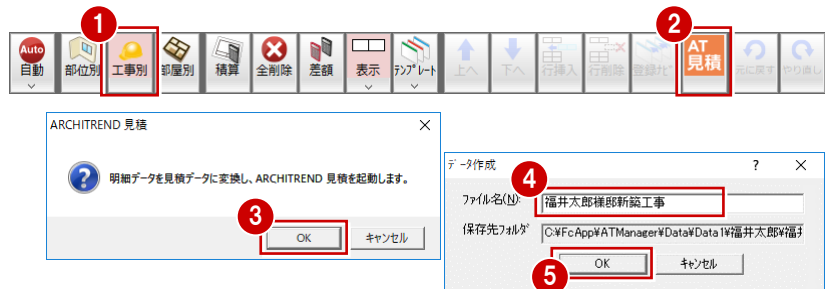 1
2
Auto
自動
部位別
工事別
部屋別
積算
全削除
差額
表示
テンプレート
上へ
下へ
行挿入
行削除
AT
見積
元に戻す
やり直し
ARCHITREND 見積
明細データを見積データに変換し、ARCHITREND 見積を起動します。
3
OK
キャンセル
データ作成
?
4
ファイル名(N):
福井太郎様邸新築工事
保存先フォルダ
C:¥FcApp¥ATManager¥Data¥Data1¥福井太郎¥福井
5
OK
キャンセル